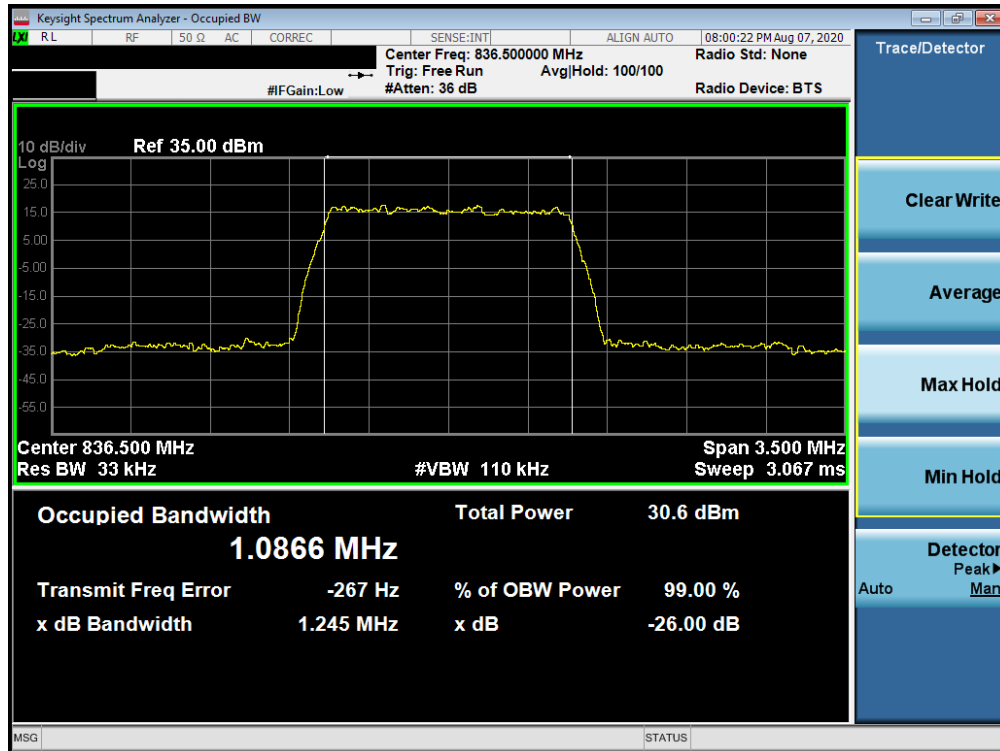 Keysight Spectrum Analyzer - Occupied BW
LXI RL RF 50 Ω AC CORREC SENSE:INT ALIGN AUTO 08:00:22 PM Aug 07, 2020
Center Freq: 836.500000 MHz Radio Std: None
Trig: Free Run Avg|Hold: 100/100
#IFGain:Low #Atten: 36 dB Radio Device: BTS
Trace/Detector
10 dB/div Ref 35.00 dBm
Log
25.0
15.0
5.00
-5.00
-15.0
-25.0
-35.0
-45.0
-55.0
Center 836.500 MHz Span 3.500 MHz
Res BW 33 kHz #VBW 110 kHz Sweep 3.067 ms
Occupied Bandwidth Total Power 30.6 dBm
1.0866 MHz
Transmit Freq Error -267 Hz % of OBW Power 99.00 %
x dB Bandwidth 1.245 MHz x dB -26.00 dB
Clear Write
Average
Max Hold
Min Hold
Detector
Peak▶
Auto Man
MSG STATUS